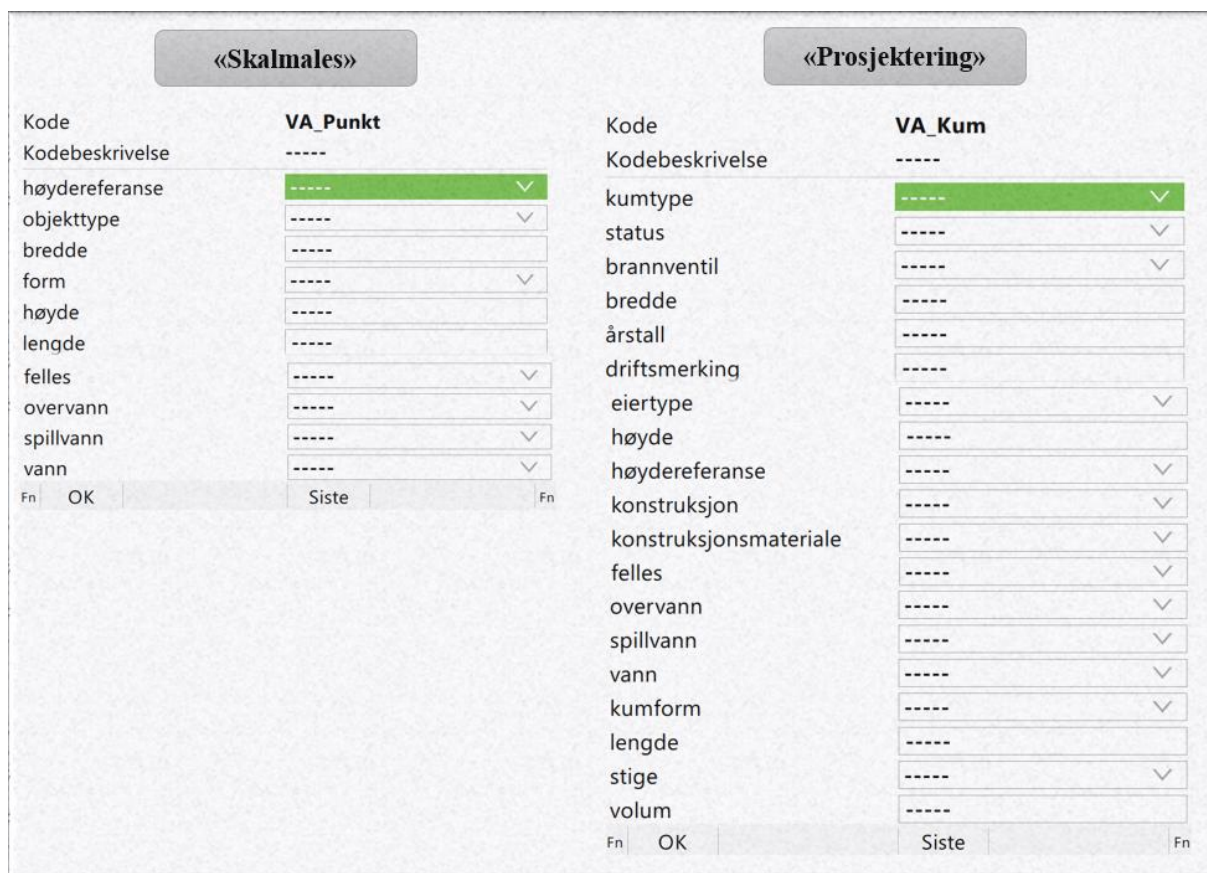 «Skalmales»
Kode VA_Punkt
Kodebeskrivelse -----
høydereferanse -----
objekttype -----
bredde -----
form -----
høyde -----
lengde -----
felles -----
overvann -----
spillvann -----
vann -----
Fn OK Siste Fn
«Prosjektering»
Kode VA_Kum
Kodebeskrivelse -----
kumtype -----
status -----
brannventil -----
bredde -----
årstall -----
driftsmerking -----
eiertype -----
høyde -----
høydereferanse -----
konstruksjon -----
konstruksjonsmateriale -----
felles -----
overvann -----
spillvann -----
vann -----
kumform -----
lengde -----
stige -----
volum -----
Fn OK Siste Fn